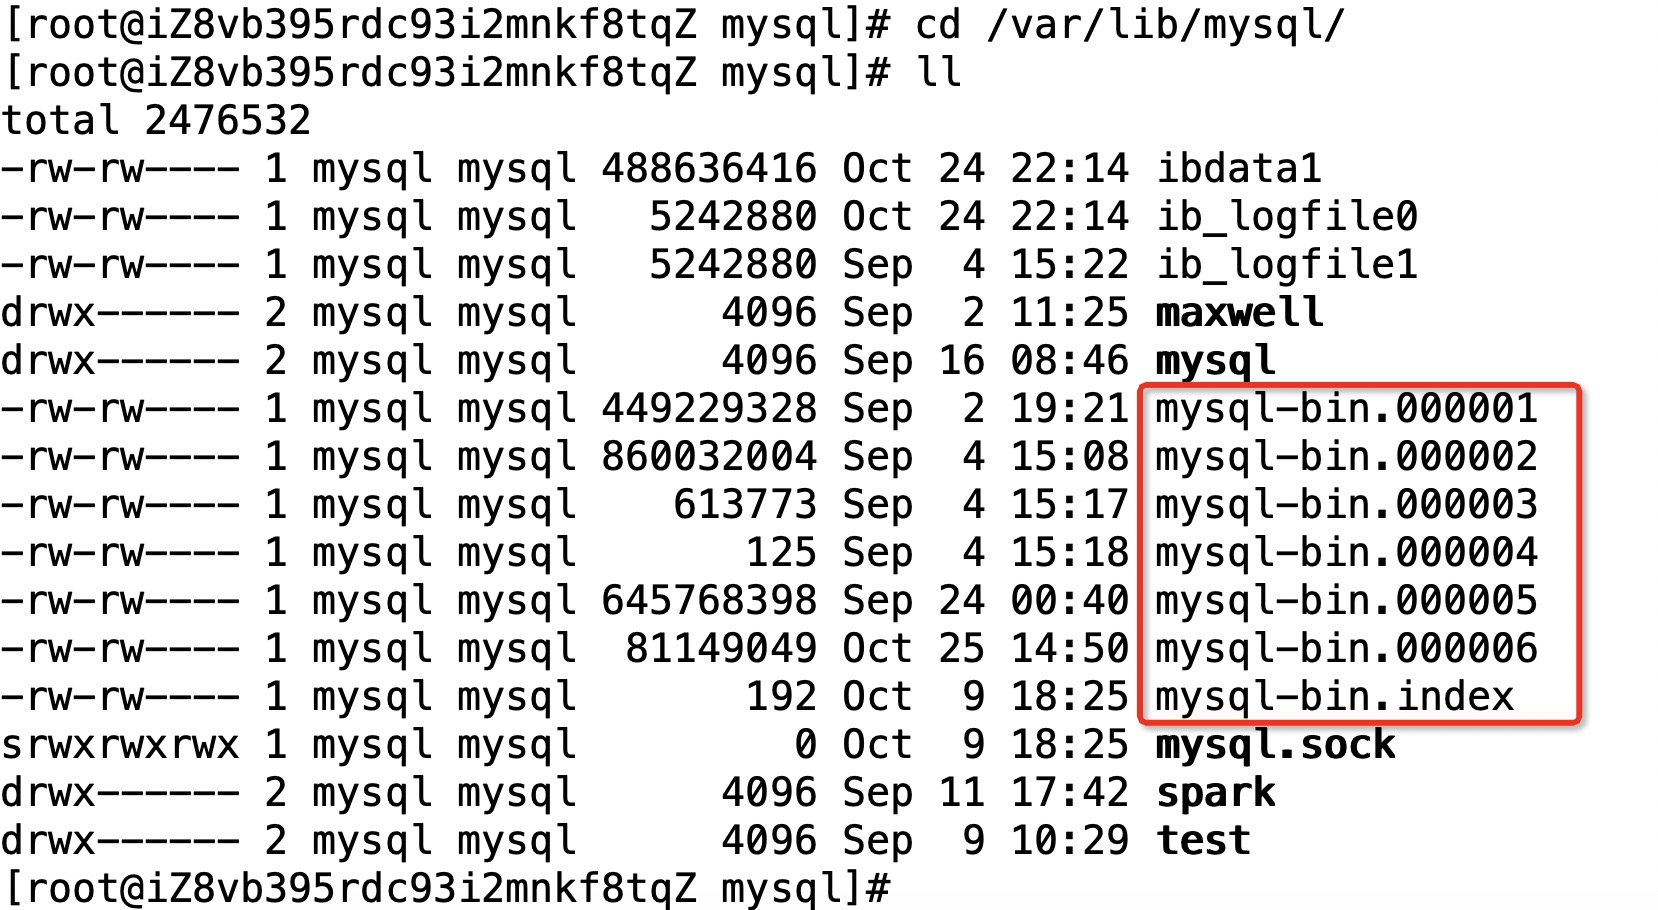 [root@iZ8vb395rdc93i2mnkf8tqZ mysql]# cd /var/lib/mysql/
[root@iZ8vb395rdc93i2mnkf8tqZ mysql]# ll
total 2476532
-rw-rw---- 1 mysql mysql 488636416 Oct 24 22:14 ibdata1
-rw-rw---- 1 mysql mysql   5242880 Oct 24 22:14 ib_logfile0
-rw-rw---- 1 mysql mysql   5242880 Sep  4 15:22 ib_logfile1
drwx------ 2 mysql mysql      4096 Sep  2 11:25 maxwell
drwx------ 2 mysql mysql      4096 Sep 16 08:46 mysql
-rw-rw---- 1 mysql mysql 449229328 Sep  2 19:21 mysql-bin.000001
-rw-rw---- 1 mysql mysql 860032004 Sep  4 15:08 mysql-bin.000002
-rw-rw---- 1 mysql mysql    613773 Sep  4 15:17 mysql-bin.000003
-rw-rw---- 1 mysql mysql       125 Sep  4 15:18 mysql-bin.000004
-rw-rw---- 1 mysql mysql 645768398 Sep 24 00:40 mysql-bin.000005
-rw-rw---- 1 mysql mysql  81149049 Oct 25 14:50 mysql-bin.000006
-rw-rw---- 1 mysql mysql       192 Oct  9 18:25 mysql-bin.index
srwxrwxrwx 1 mysql mysql         0 Oct  9 18:25 mysql.sock
drwx------ 2 mysql mysql      4096 Sep 11 17:42 spark
drwx------ 2 mysql mysql      4096 Sep  9 10:29 test
[root@iZ8vb395rdc93i2mnkf8tqZ mysql]#